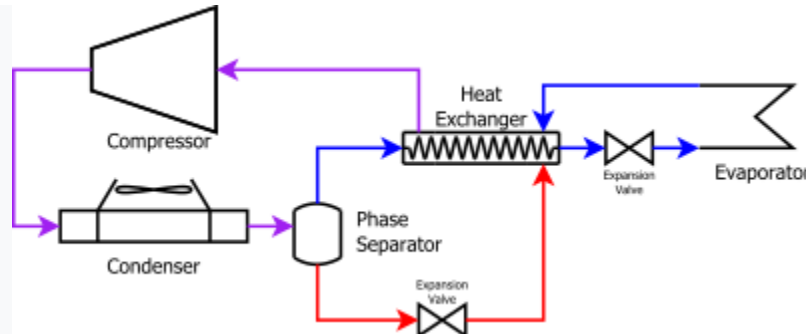 Compressor
Heat
Exchanger
Expansion
Valve
Evaporator
Phase
Separator
Condenser
Expansion
Valve